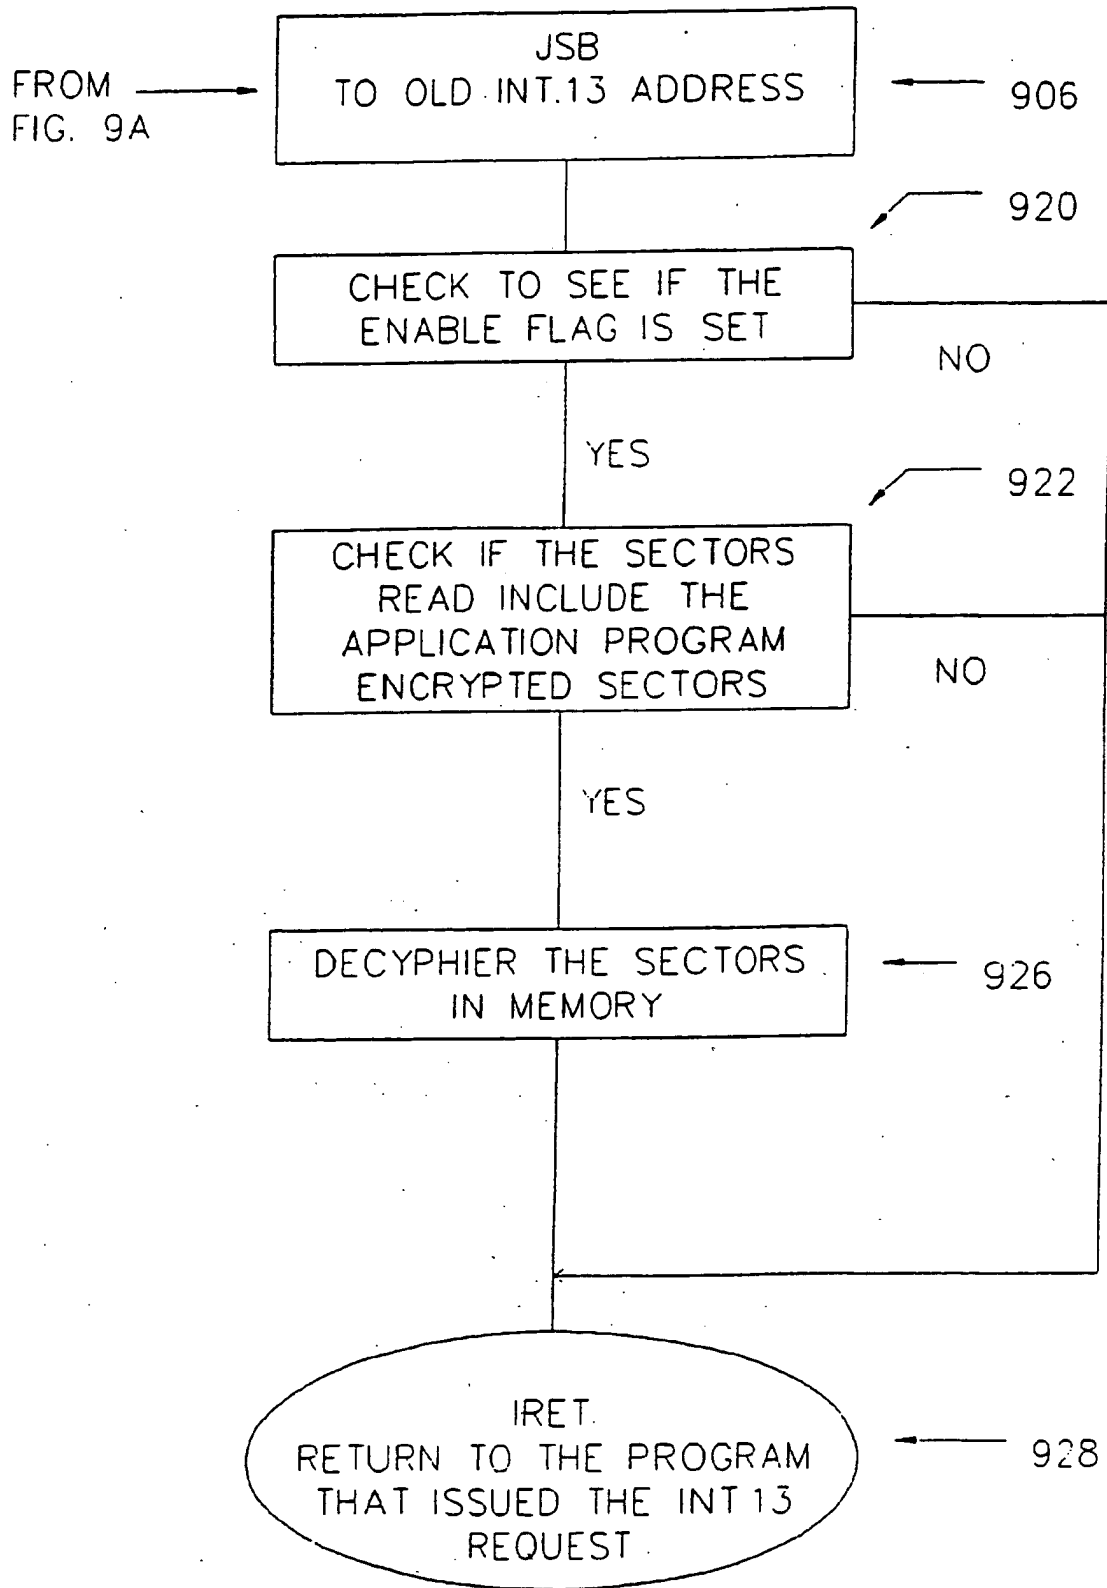 JSB
TO OLD INT.13 ADDRESS
FROM
FIG. 9A
906
920
CHECK TO SEE IF THE
ENABLE FLAG IS SET
NO
YES
922
CHECK IF THE SECTORS
READ INCLUDE THE
APPLICATION PROGRAM
ENCRYPTED SECTORS
NO
YES
DECYPHIER THE SECTORS
IN MEMORY
926
IRET
RETURN TO THE PROGRAM
THAT ISSUED THE INT 13
REQUEST
928